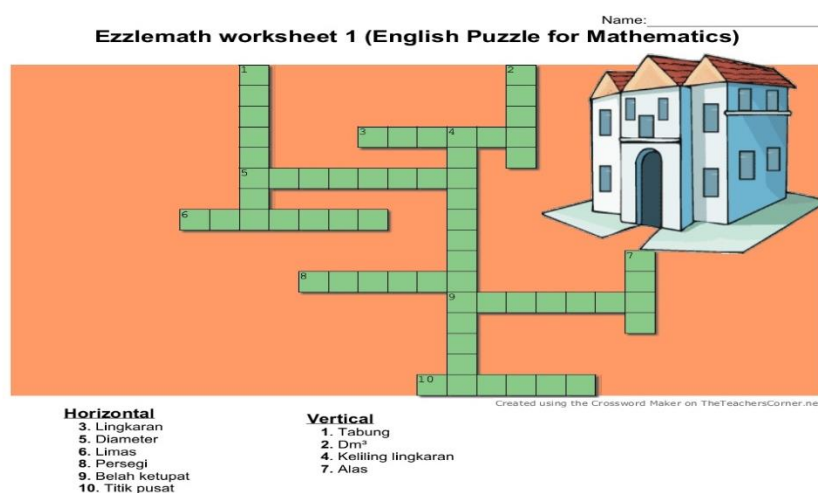 Name:
Ezzlemath worksheet 1 (English Puzzle for Mathematics)
1
2
3
4
5
6
7
8
9
10
Created using the Crossword Maker on TheTeachersCorner.ne
Horizontal
3. Lingkaran
5. Diameter
6. Limas
8. Persegi
9. Belah ketupat
10. Titik pusat
Vertical
1. Tabung
2. Dm³
4. Keliling lingkaran
7. Alas